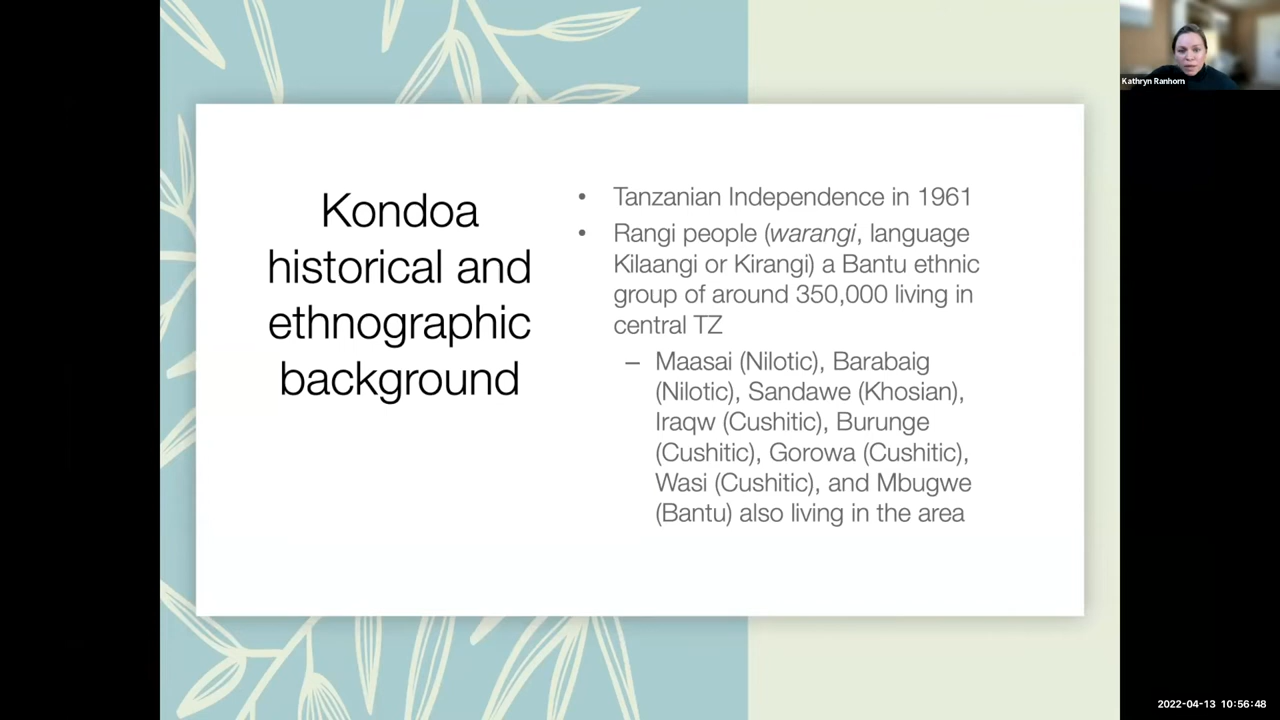 Kondoa
historical and
ethnographic
background
• Tanzanian Independence in 1961
• Rangi people (warangi, language
Kilaangi or Kirangi) a Bantu ethnic
group of around 350,000 living in
central TZ
– Maasai (Nilotic), Barabaig
(Nilotic), Sandawe (Khosian),
Iraqw (Cushitic), Burunge
(Cushitic), Gorowa (Cushitic),
Wasi (Cushitic), and Mbugwe
(Bantu) also living in the area
Kathryn Ranhorn
2022-04-13 10:56:48